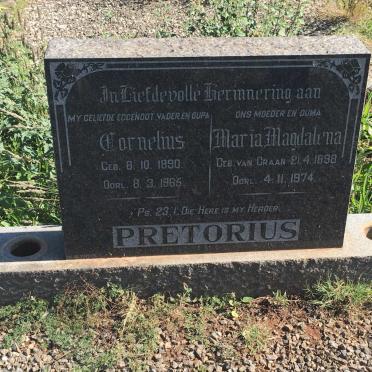 In Liefdevolle Herinnering aan
MY GELIEFDE EGGENOOT VADER EN OUPA
Cornelius
GEB. 8.10.1890.
OORL. 8.3.1965.
ONS MOEDER EN OUMA
Maria Magdalena
GEB. VAN GRAAN 21.4.1898
OORL. 4.11.1974.
PS. 23.1. DIE HERE IS MY HERDER.
PRETORIUS